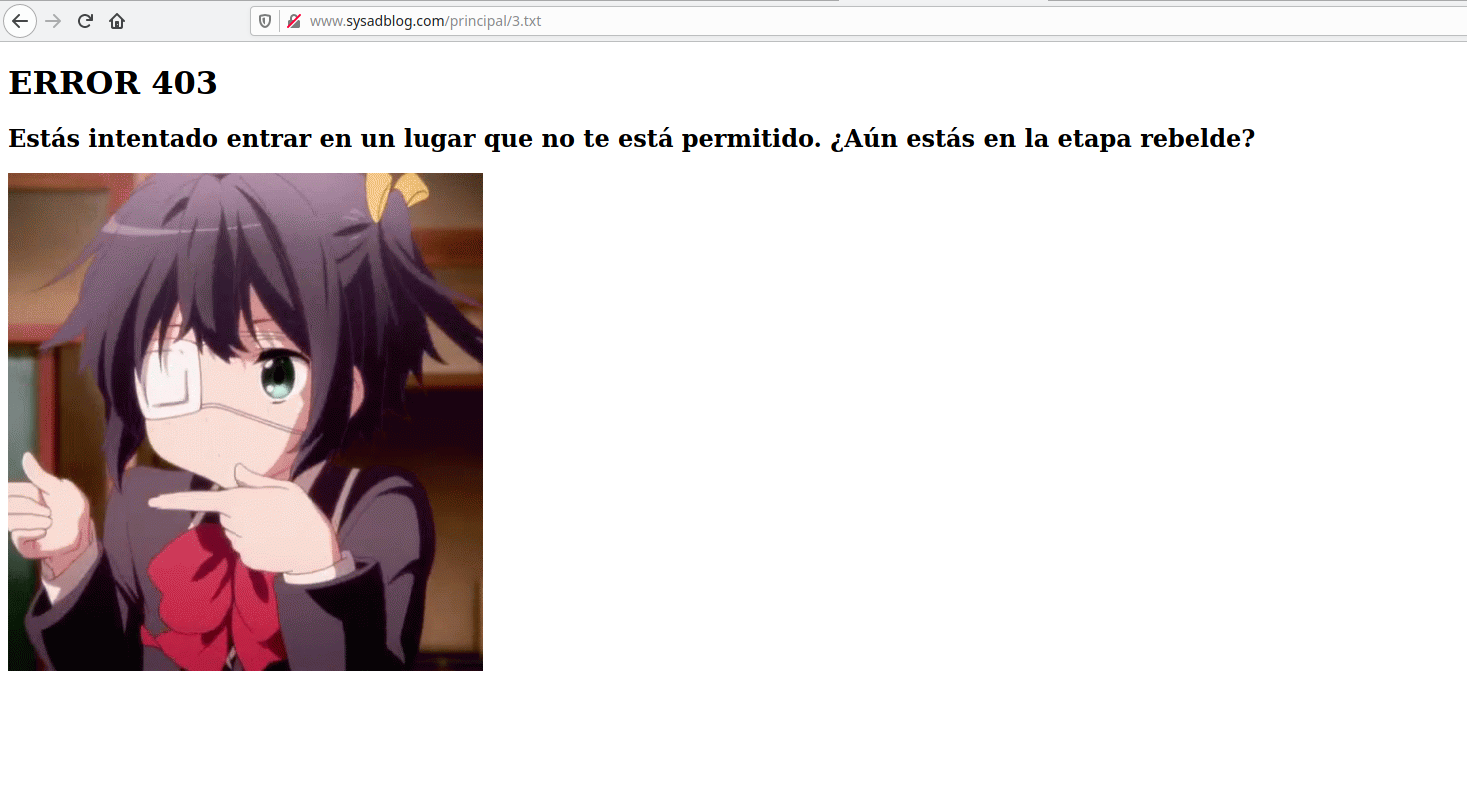 www.sysadblog.com/principal/3.txt
ERROR 403
Estás intentado entrar en un lugar que no te está permitido. ¿Aún estás en la etapa rebelde?